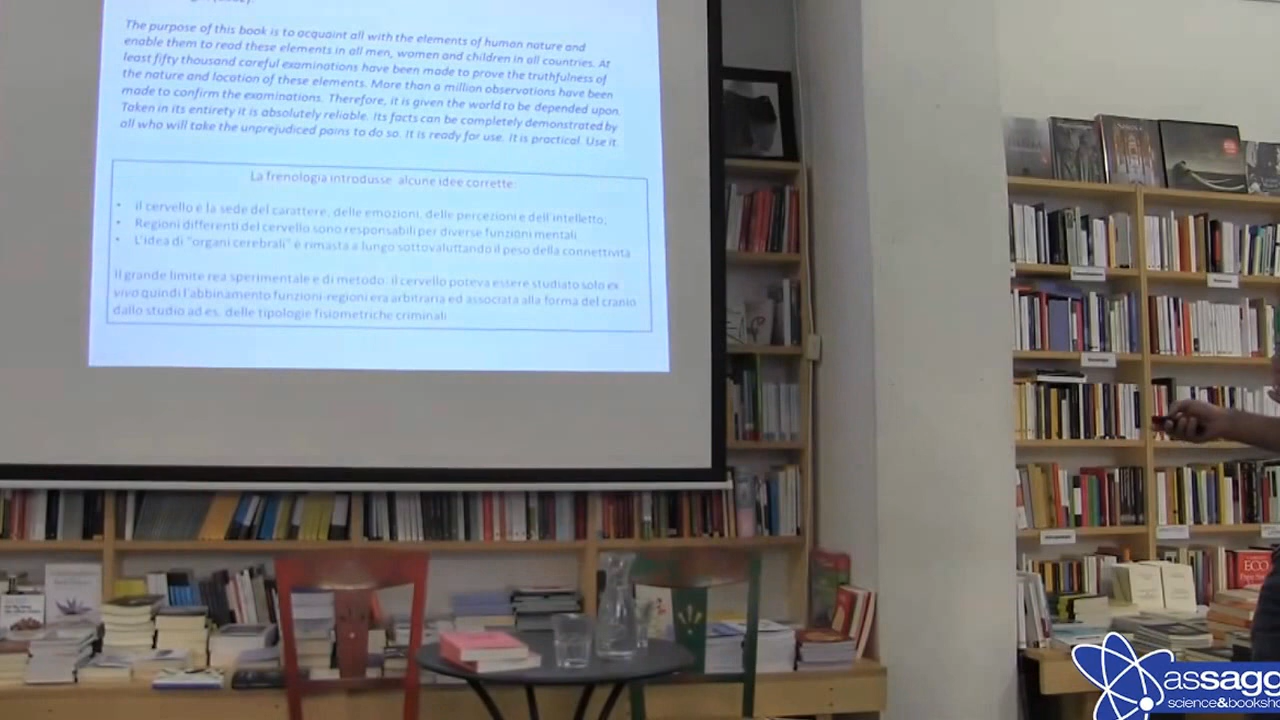 The purpose of this book is to acquaint all with the elements of human nature and
enable them to read these elements in all men, women and children in all countries. At
least fifty thousand careful examinations have been made to prove the truthfulness of
the nature and location of these elements. More than a million observations have been
made to confirm the examinations. Therefore, it is given the world to be depended upon.
Taken in its entirety it is absolutely reliable. Its facts can be completely demonstrated by
all who will take the unprejudiced pains to do so. It is ready for use. It is practical. Use it.
La frenologia introdusse alcune idee corrette:
• il cervello è la sede del carattere, delle emozioni, delle percezioni e dell'intelletto;
• Regioni differenti del cervello sono responsabili per diverse funzioni mentali
• L'idea di "organi cerebrali" è rimasta a lungo sottovaluttando il peso della connettività
Il grande limite rea sperimentale e di metodo: il cervello poteva essere studiato solo ex
vivo quindi l'abbinamento funzioni-regioni era arbitraria ed associata alla forma del cranio
dallo studio ad es. delle tipologie fisiometriche criminali
ECO
assagg
science&booksho